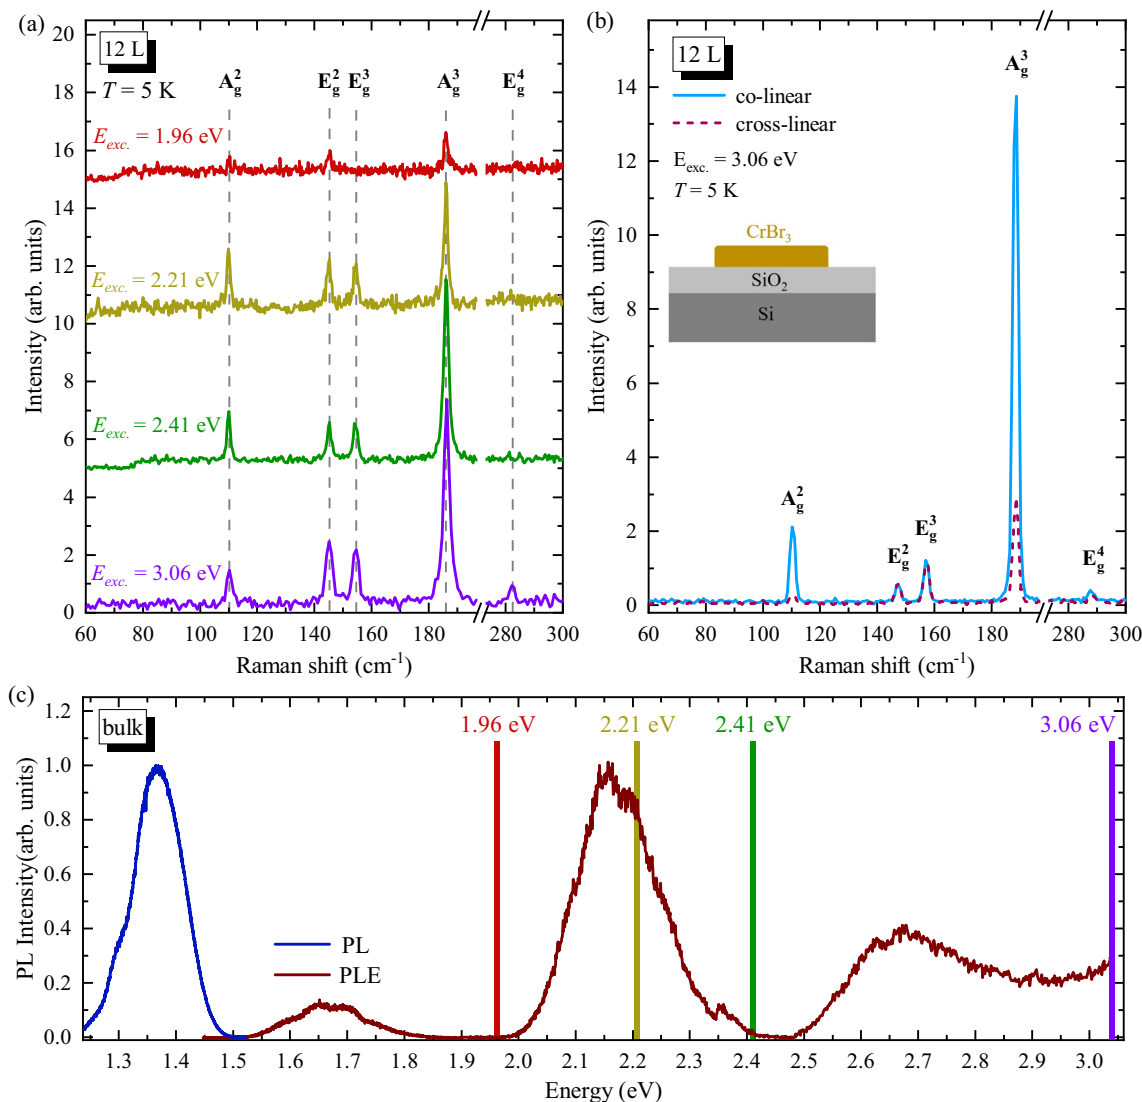 (a)
12 L
T = 5 K
A²g E²g E³g A³g E⁴g
E_exc. = 1.96 eV
E_exc. = 2.21 eV
E_exc. = 2.41 eV
E_exc. = 3.06 eV
Intensity (arb. units)
20
18
16
14
12
10
8
6
4
2
0
60 80 100 120 140 160 180 280 300
Raman shift (cm⁻¹)
(b)
12 L
co-linear
cross-linear
E_exc. = 3.06 eV
T = 5 K
CrBr₃
SiO₂
Si
A³g
A²g
E²g
E³g
E⁴g
Intensity (arb. units)
14
12
10
8
6
4
2
0
60 80 100 120 140 160 180 280 300
Raman shift (cm⁻¹)
(c)
bulk
1.96 eV 2.21 eV 2.41 eV 3.06 eV
PL
PLE
PL Intensity(arb. units)
1.2
1.0
0.8
0.6
0.4
0.2
0.0
1.3 1.4 1.5 1.6 1.7 1.8 1.9 2.0 2.1 2.2 2.3 2.4 2.5 2.6 2.7 2.8 2.9 3.0
Energy (eV)